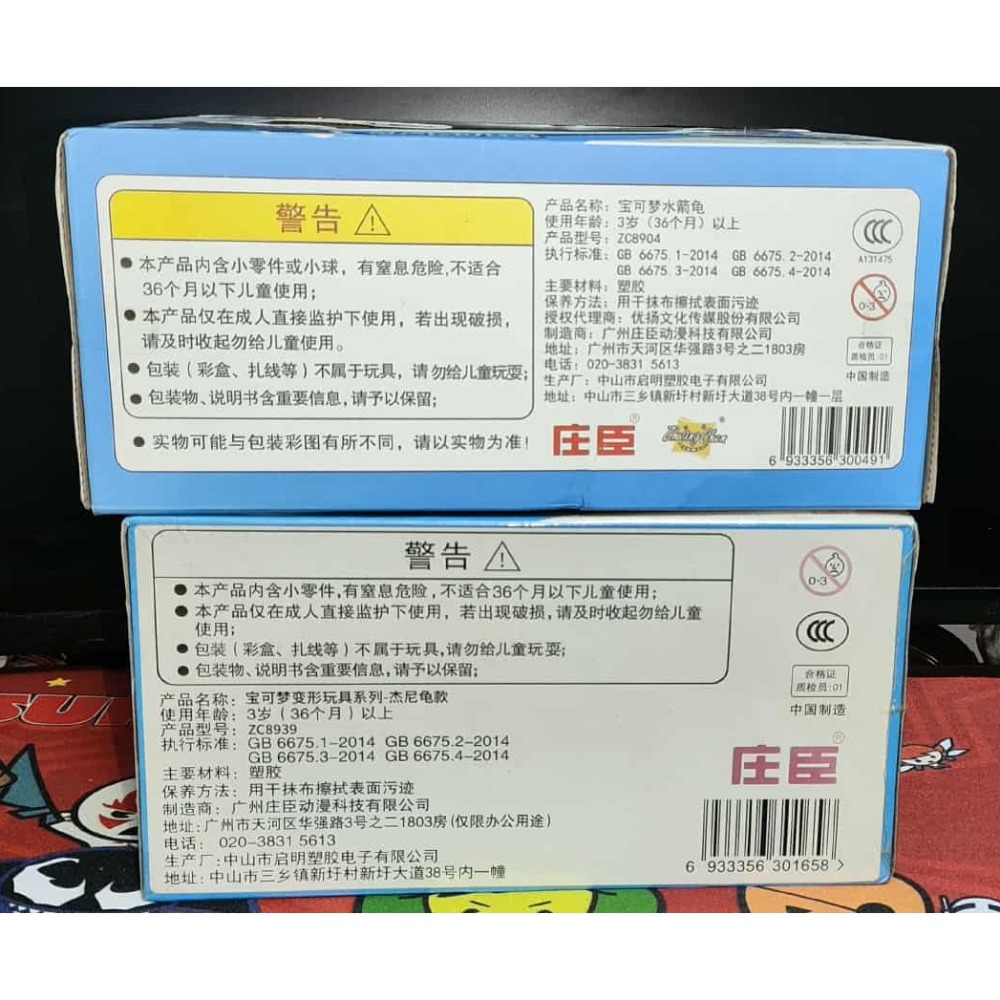 警告
本产品内含小零件或小球，有窒息危险,不适合
36个月以下儿童使用；
本产品仅在成人直接监护下使用，若出现破损，
请及时收起勿给儿童使用。
包装（彩盒、扎线等）不属于玩具，请勿给儿童玩耍；
包装物、说明书含重要信息，请予以保留；
实物可能与包装彩图有所不同，请以实物为准！
产品名称：宝可梦水箭龟
使用年龄：3岁（36个月）以上
产品型号：ZC8904
执行标准：GB 6675.1-2014 GB 6675.2-2014
GB 6675.3-2014 GB 6675.4-2014
主要材料：塑胶
保养方法：用干抹布擦拭表面污迹
授权代理商：优扬文化传媒股份有限公司
制造商：广州庄臣动漫科技有限公司
地址：广州市天河区华强路3号之二1803房
电话：020-3831 5613
生产厂：中山市启明塑胶电子有限公司
地址：中山市三乡镇新圩村新圩大道38号内一幢一层
CCC
A131475
0-3
合格证
质检员:01
中国制造
庄臣®
Zhuang Chen
6 933356 300491
警告
本产品内含小零件,有窒息危险，不适合36个月以下儿童使用；
本产品仅在成人直接监护下使用，若出现破损,请及时收起勿给儿童
使用；
包装（彩盒、扎线等）不属于玩具,请勿儿童玩耍；
包装物、说明书含重要信息,请予以保留；
产品名称：宝可梦变形玩具系列-杰尼龟款
使用年龄：3岁（36个月）以上
产品型号：ZC8939
执行标准：GB 6675.1-2014 GB 6675.2-2014
GB 6675.3-2014 GB 6675.4-2014
主要材料：塑胶
保养方法：用干抹布擦拭表面污迹
制造商：广州庄臣动漫科技有限公司
地址:广州市天河区华强路3号之二1803房(仅限办公用途)
电话： 020-3831 5613
生产厂:中山市启明塑胶电子有限公司
地址:中山市三乡镇新圩村新圩大道38号内一幢
0-3
CCC
合格证
质检员:01
中国制造
庄臣®
6 933356 301658 >